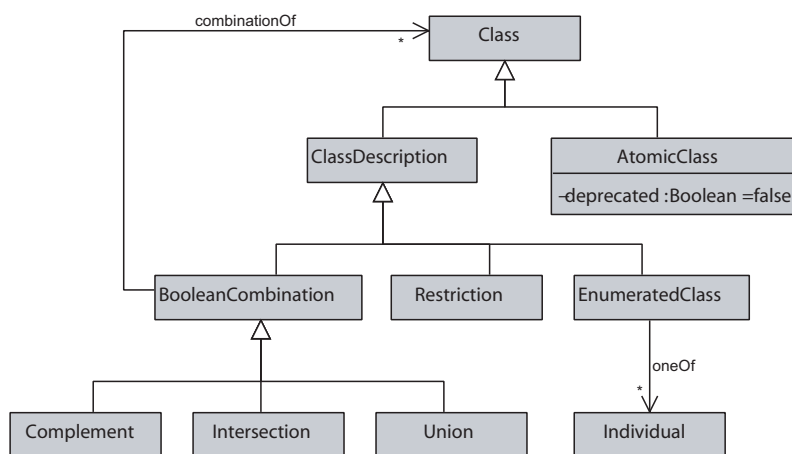 combinationOf
Class
*
ClassDescription
AtomicClass
-deprecated :Boolean =false
BooleanCombination
Restriction
EnumeratedClass
oneOf
*
Complement
Intersection
Union
Individual